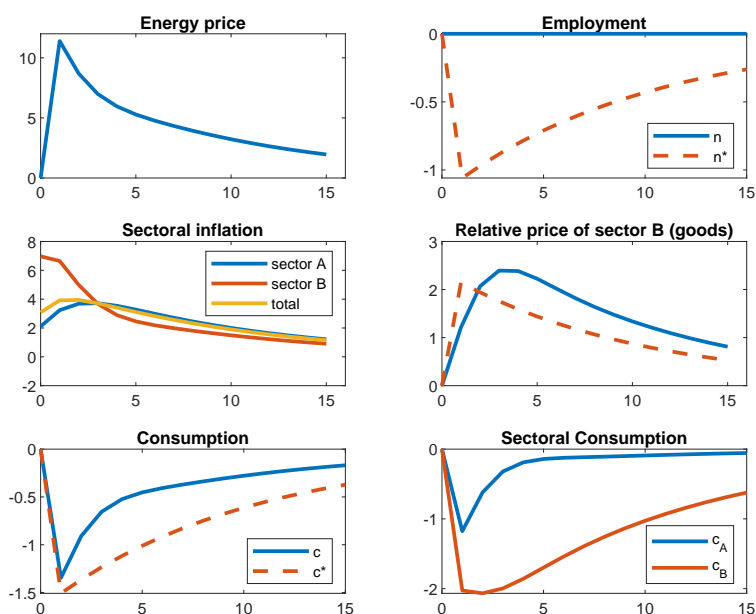 Energy price
10
5
0
0 5 10 15
Employment
0
-0.5
-1
n
n*
0 5 10 15
Sectoral inflation
8
6
4
2
0
-2
sector A
sector B
total
0 5 10 15
Relative price of sector B (goods)
3
2
1
0
0 5 10 15
Consumption
0
-0.5
-1
-1.5
c
c*
0 5 10 15
Sectoral Consumption
0
-1
-2
c_A
c_B
0 5 10 15